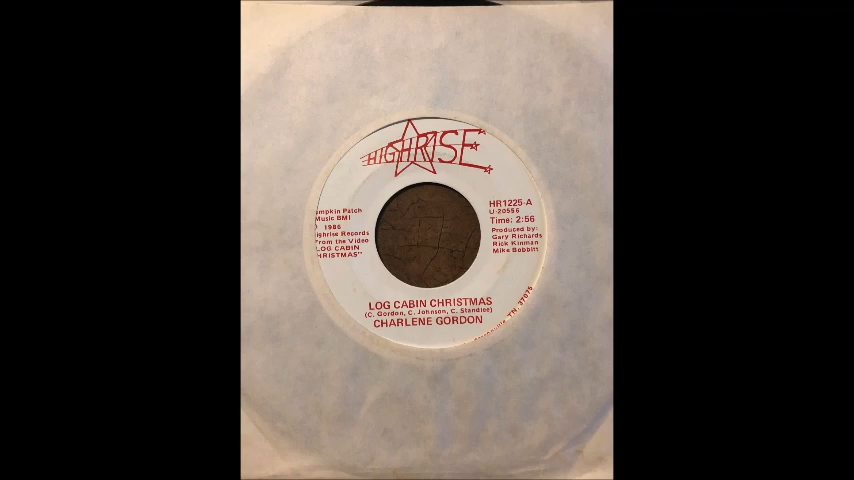 HIGHRISE
umpkin Patch
Music BMI
1986
ighrise Records
From the Video
LOG CABIN
HRISTMAS"
HR1225-A
U-20556
Time: 2:56
Produced by:
Gary Richards
Rick Kinman
Mike Bobbitt
LOG CABIN CHRISTMAS
(C. Gordon, C. Johnson, C. Standlee)
CHARLENE GORDON
TN. 37075